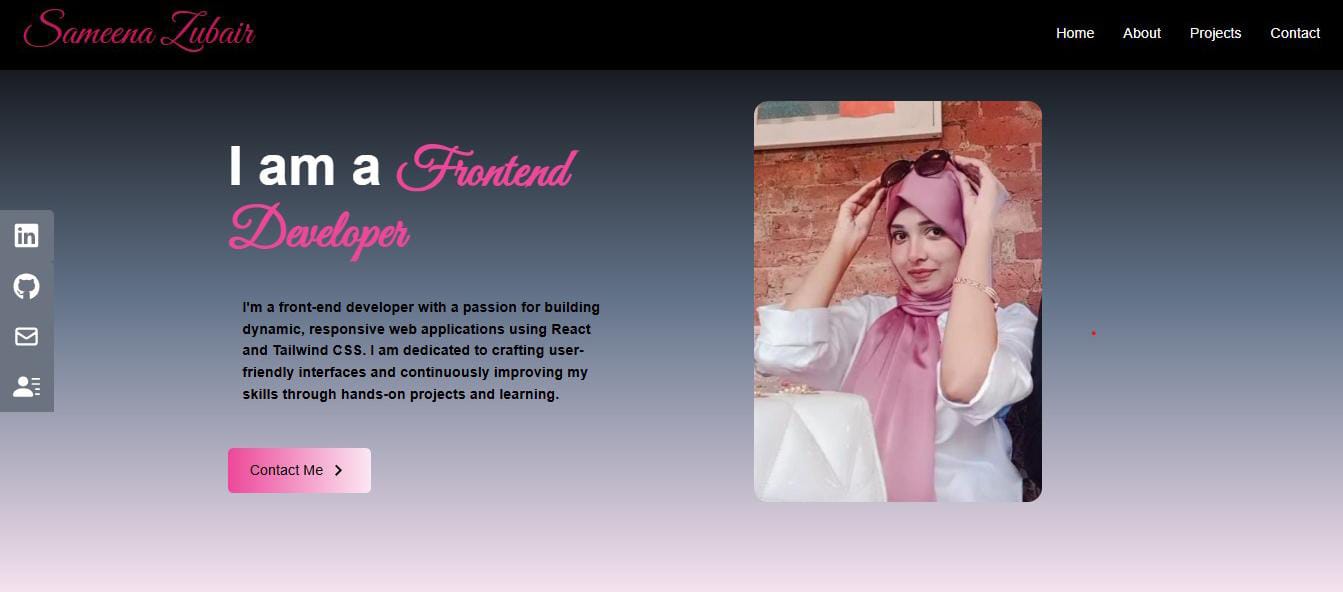 Sameena Zubair
Home About Projects Contact
I am a Frontend
Developer
in
I'm a front-end developer with a passion for building
dynamic, responsive web applications using React
and Tailwind CSS. I am dedicated to crafting user-
friendly interfaces and continuously improving my
skills through hands-on projects and learning.
Contact Me